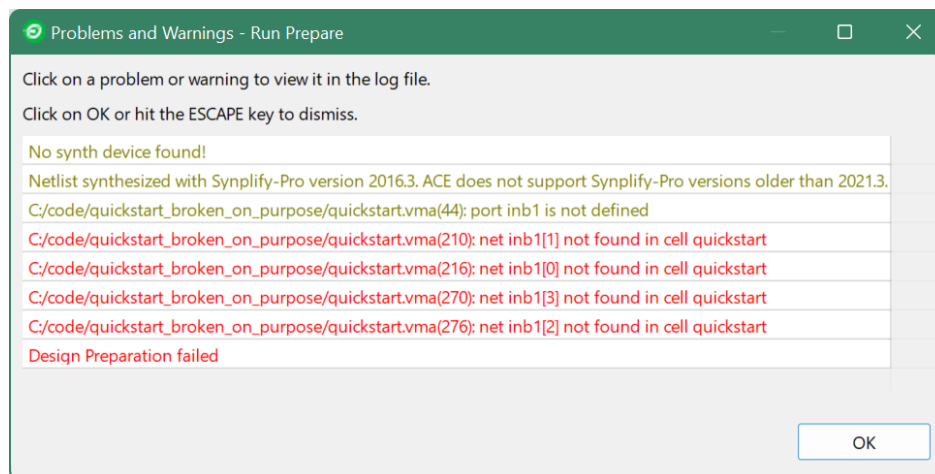 Problems and Warnings - Run Prepare
Click on a problem or warning to view it in the log file.
Click on OK or hit the ESCAPE key to dismiss.
No synth device found!
Netlist synthesized with Synplify-Pro version 2016.3. ACE does not support Synplify-Pro versions older than 2021.3.
C:/code/quickstart_broken_on_purpose/quickstart.vma(44): port inb1 is not defined
C:/code/quickstart_broken_on_purpose/quickstart.vma(210): net inb1[1] not found in cell quickstart
C:/code/quickstart_broken_on_purpose/quickstart.vma(216): net inb1[0] not found in cell quickstart
C:/code/quickstart_broken_on_purpose/quickstart.vma(270): net inb1[3] not found in cell quickstart
C:/code/quickstart_broken_on_purpose/quickstart.vma(276): net inb1[2] not found in cell quickstart
Design Preparation failed
OK